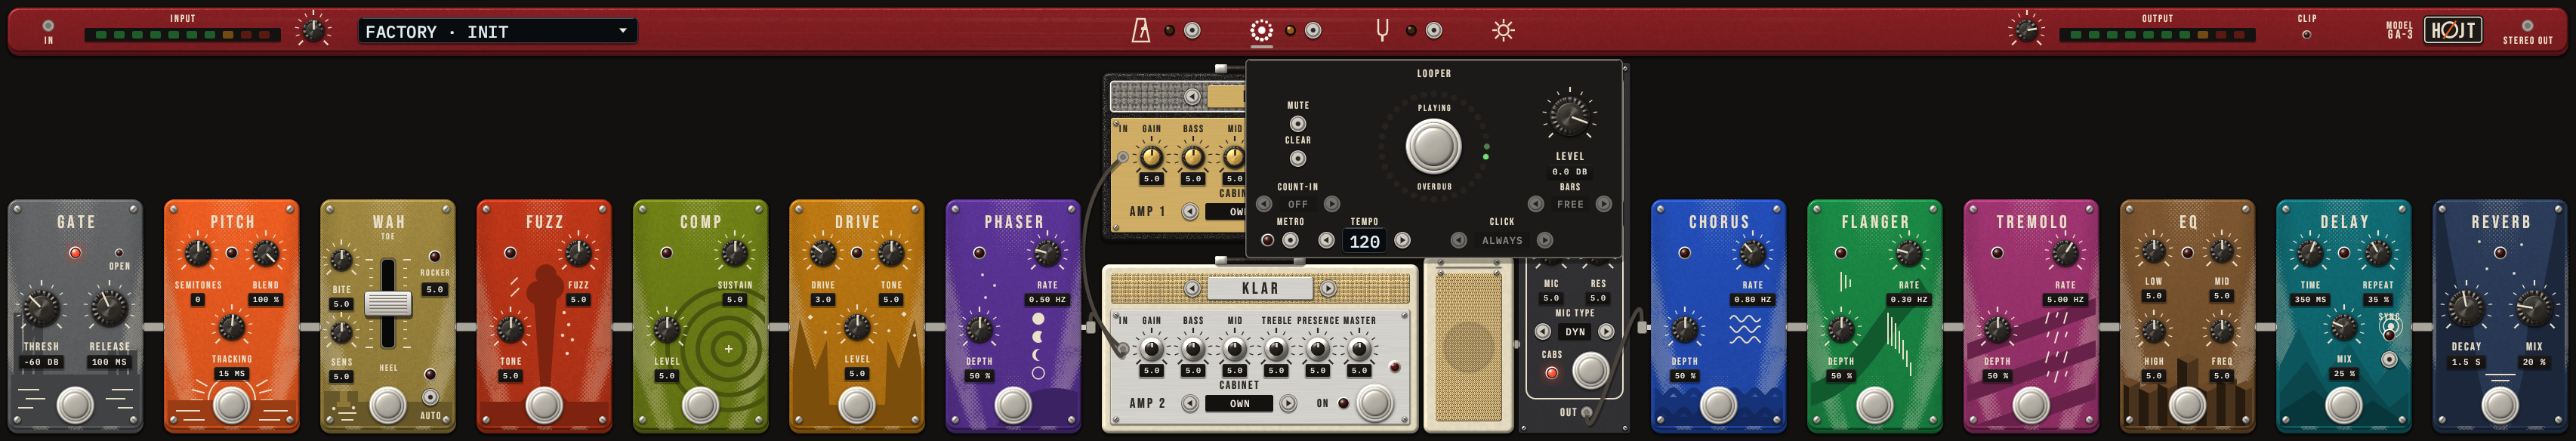 INPUT
IN
FACTORY · INIT
OUTPUT
CLIP
MODEL
GA-3
HØJT
STEREO OUT
LOOPER
MUTE
CLEAR
COUNT-IN
OFF
METRO
TEMPO
120
PLAYING
OVERDUB
LEVEL
0.0 DB
BARS
FREE
CLICK
ALWAYS
GATE
OPEN
THRESH
RELEASE
-60 DB
100 MS
PITCH
SEMITONES
BLEND
0
100 %
TRACKING
15 MS
WAH
TOE
BITE
5.0
ROCKER
5.0
SENS
5.0
HEEL
AUTO
FUZZ
FUZZ
5.0
TONE
5.0
COMP
SUSTAIN
5.0
LEVEL
5.0
DRIVE
DRIVE
TONE
3.0
5.0
LEVEL
5.0
PHASER
RATE
0.50 HZ
DEPTH
50 %
IN
GAIN
BASS
MID
5.0
5.0
5.0
AMP 1
KLAR
IN
GAIN
BASS
MID
TREBLE
PRESENCE
MASTER
5.0
5.0
5.0
5.0
5.0
5.0
CABINET
AMP 2
OWN
ON
MIC
RES
5.0
5.0
MIC TYPE
DYN
CABS
OUT
CHORUS
RATE
0.80 HZ
DEPTH
50 %
FLANGER
RATE
0.30 HZ
DEPTH
50 %
TREMOLO
RATE
5.00 HZ
DEPTH
50 %
EQ
LOW
MID
5.0
5.0
HIGH
FREQ
5.0
5.0
DELAY
TIME
REPEAT
350 MS
35 %
SYNC
MIX
25 %
REVERB
DECAY
MIX
1.5 S
20 %